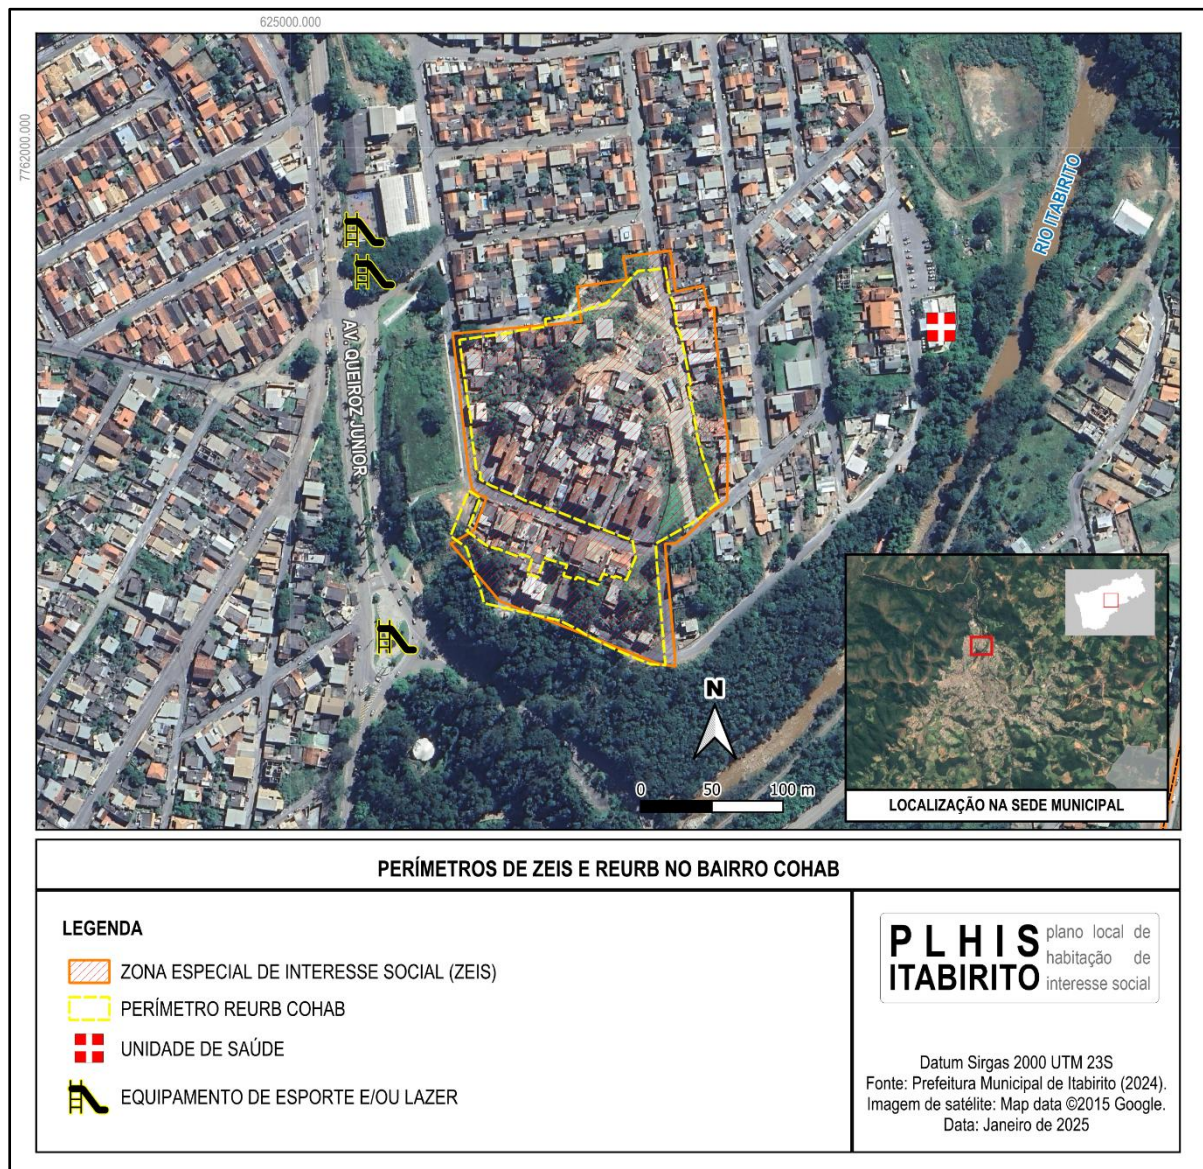 625000.000
7762000.000
RIO ITABIRITO
AV. QUEIROZ JUNIOR
N
0 50 100 m
LOCALIZAÇÃO NA SEDE MUNICIPAL
PERÍMETROS DE ZEIS E REURB NO BAIRRO COHAB
LEGENDA
ZONA ESPECIAL DE INTERESSE SOCIAL (ZEIS)
PERÍMETRO REURB COHAB
UNIDADE DE SAÚDE
EQUIPAMENTO DE ESPORTE E/OU LAZER
PLHIS
ITABIRITO
plano local de
habitação de
interesse social
Datum Sirgas 2000 UTM 23S
Fonte: Prefeitura Municipal de Itabirito (2024).
Imagem de satélite: Map data ©2015 Google.
Data: Janeiro de 2025